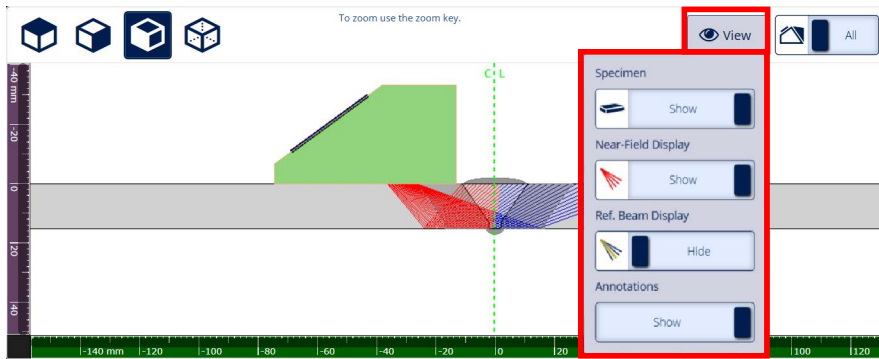 To zoom use the zoom key.
View
All
C L
Specimen
Show
Near-Field Display
Show
Ref. Beam Display
Hide
Annotations
Show
-40 mm
-20
0
20
40
-140 mm
-120
-100
-80
-60
-40
-20
0
20
100
120